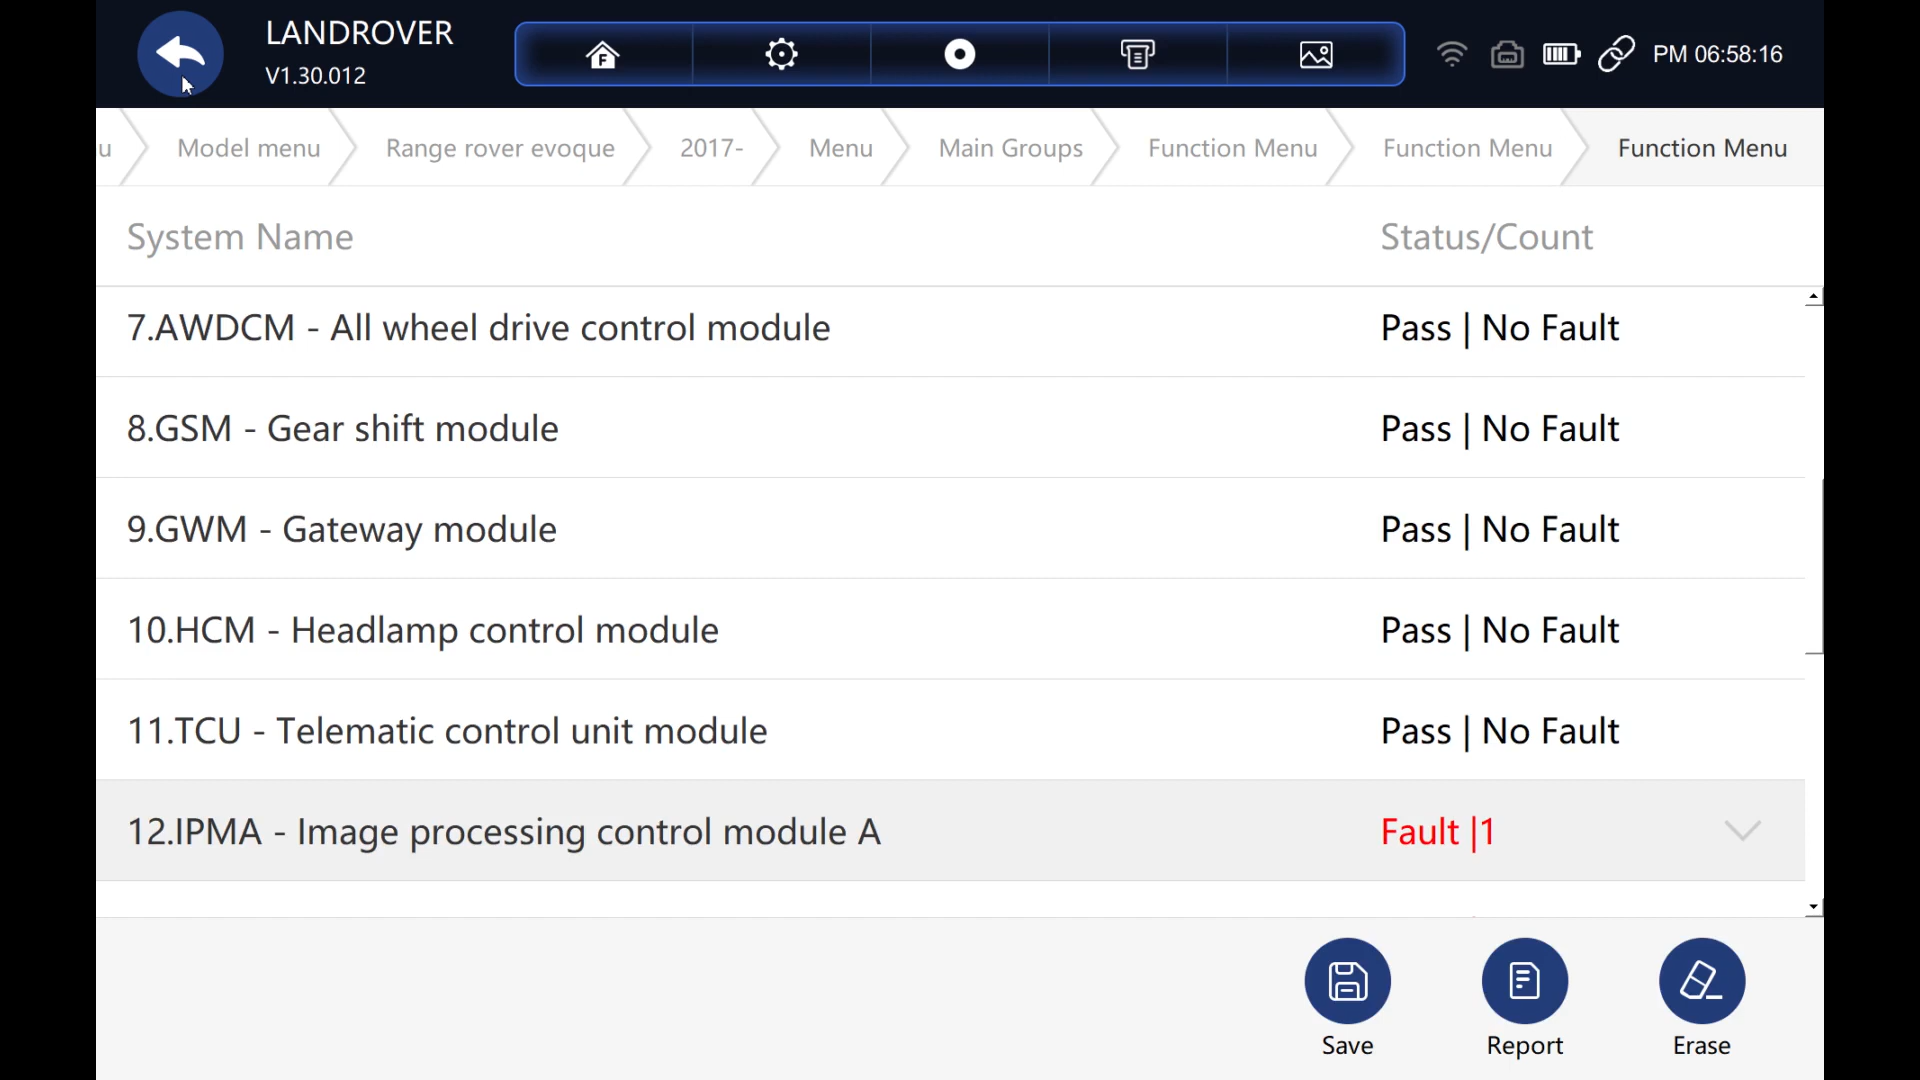 LANDROVER
V1.30.012
PM 06:58:16
u
Model menu
Range rover evoque
2017-
Menu
Main Groups
Function Menu
Function Menu
Function Menu
System Name
Status/Count
7.AWDCM - All wheel drive control module
Pass | No Fault
8.GSM - Gear shift module
Pass | No Fault
9.GWM - Gateway module
Pass | No Fault
10.HCM - Headlamp control module
Pass | No Fault
11.TCU - Telematic control unit module
Pass | No Fault
12.IPMA - Image processing control module A
Fault |1
Save
Report
Erase